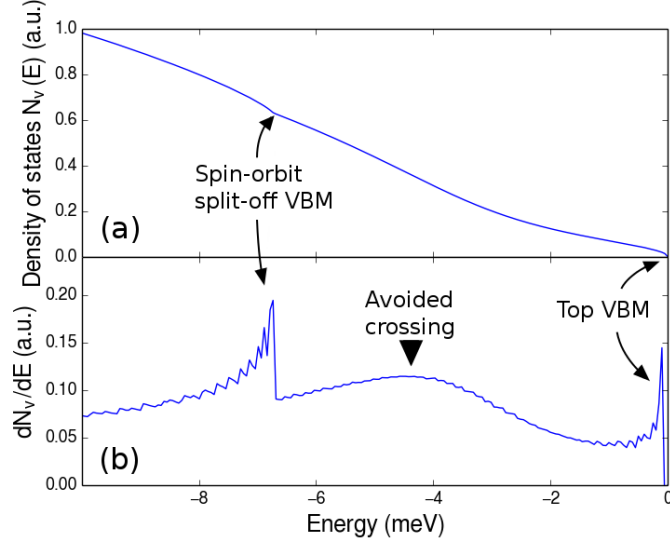 Density of states N_v(E) (a.u.)
1.0
0.8
0.6
0.4
0.2
0.0
Spin-orbit
split-off VBM
(a)
dN_v/dE (a.u.)
0.20
0.15
0.10
0.05
0.00
Avoided
crossing
Top VBM
(b)
−8
−6
−4
−2
0
Energy (meV)